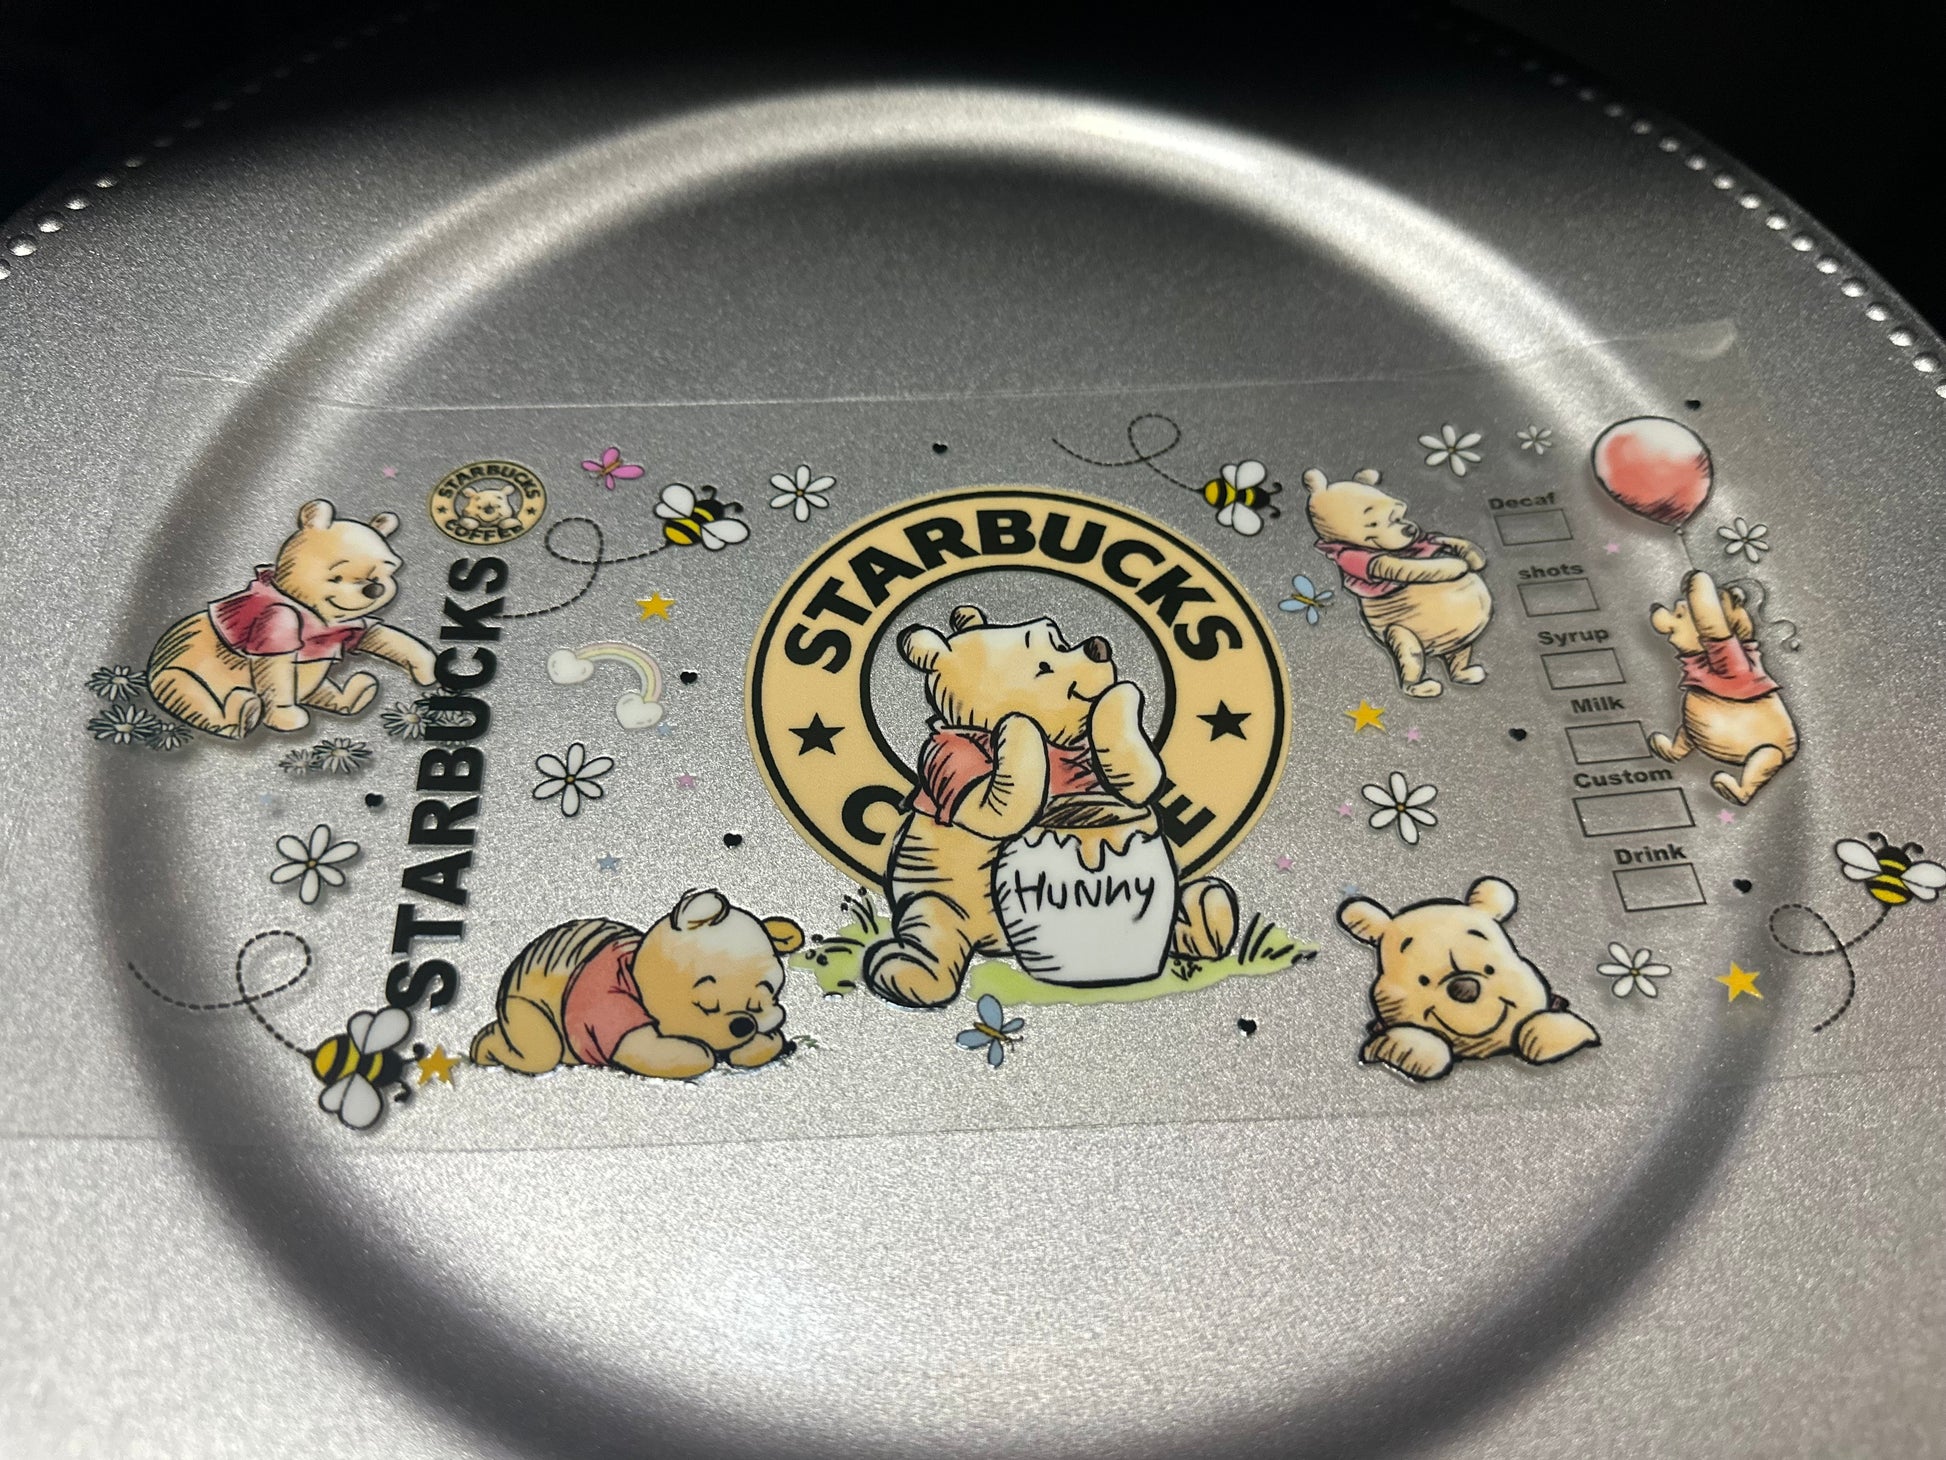 STARBUCKS
COFFEE
STARBUCKS
STARBUCKS
C E
Hunny
Decaf
shots
Syrup
Milk
Custom
Drink